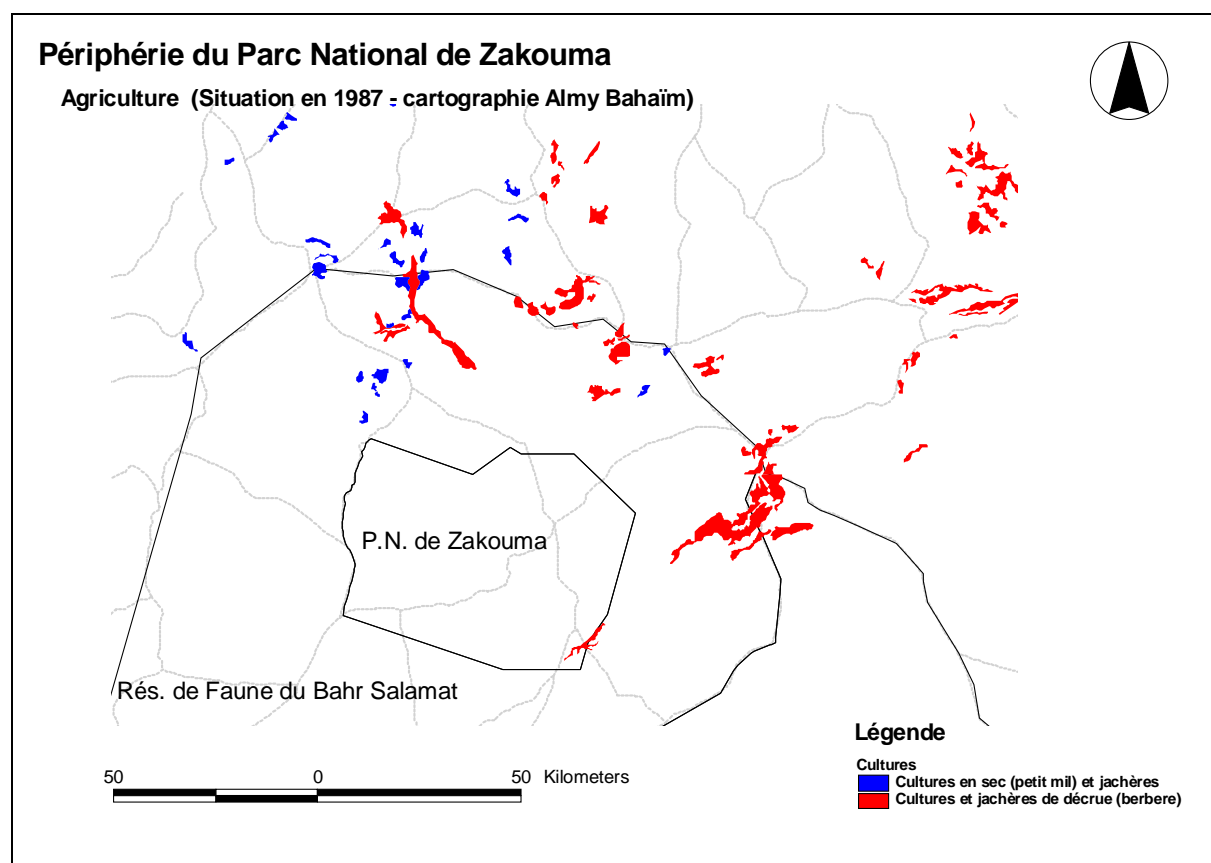 Périphérie du Parc National de Zakouma
Agriculture (Situation en 1987 - cartographie Almy Bahaïm)
P.N. de Zakouma
Rés. de Faune du Bahr Salamat
Légende
Cultures
Cultures en sec (petit mil) et jachères
Cultures et jachères de décrue (berbere)
50 0 50 Kilometers